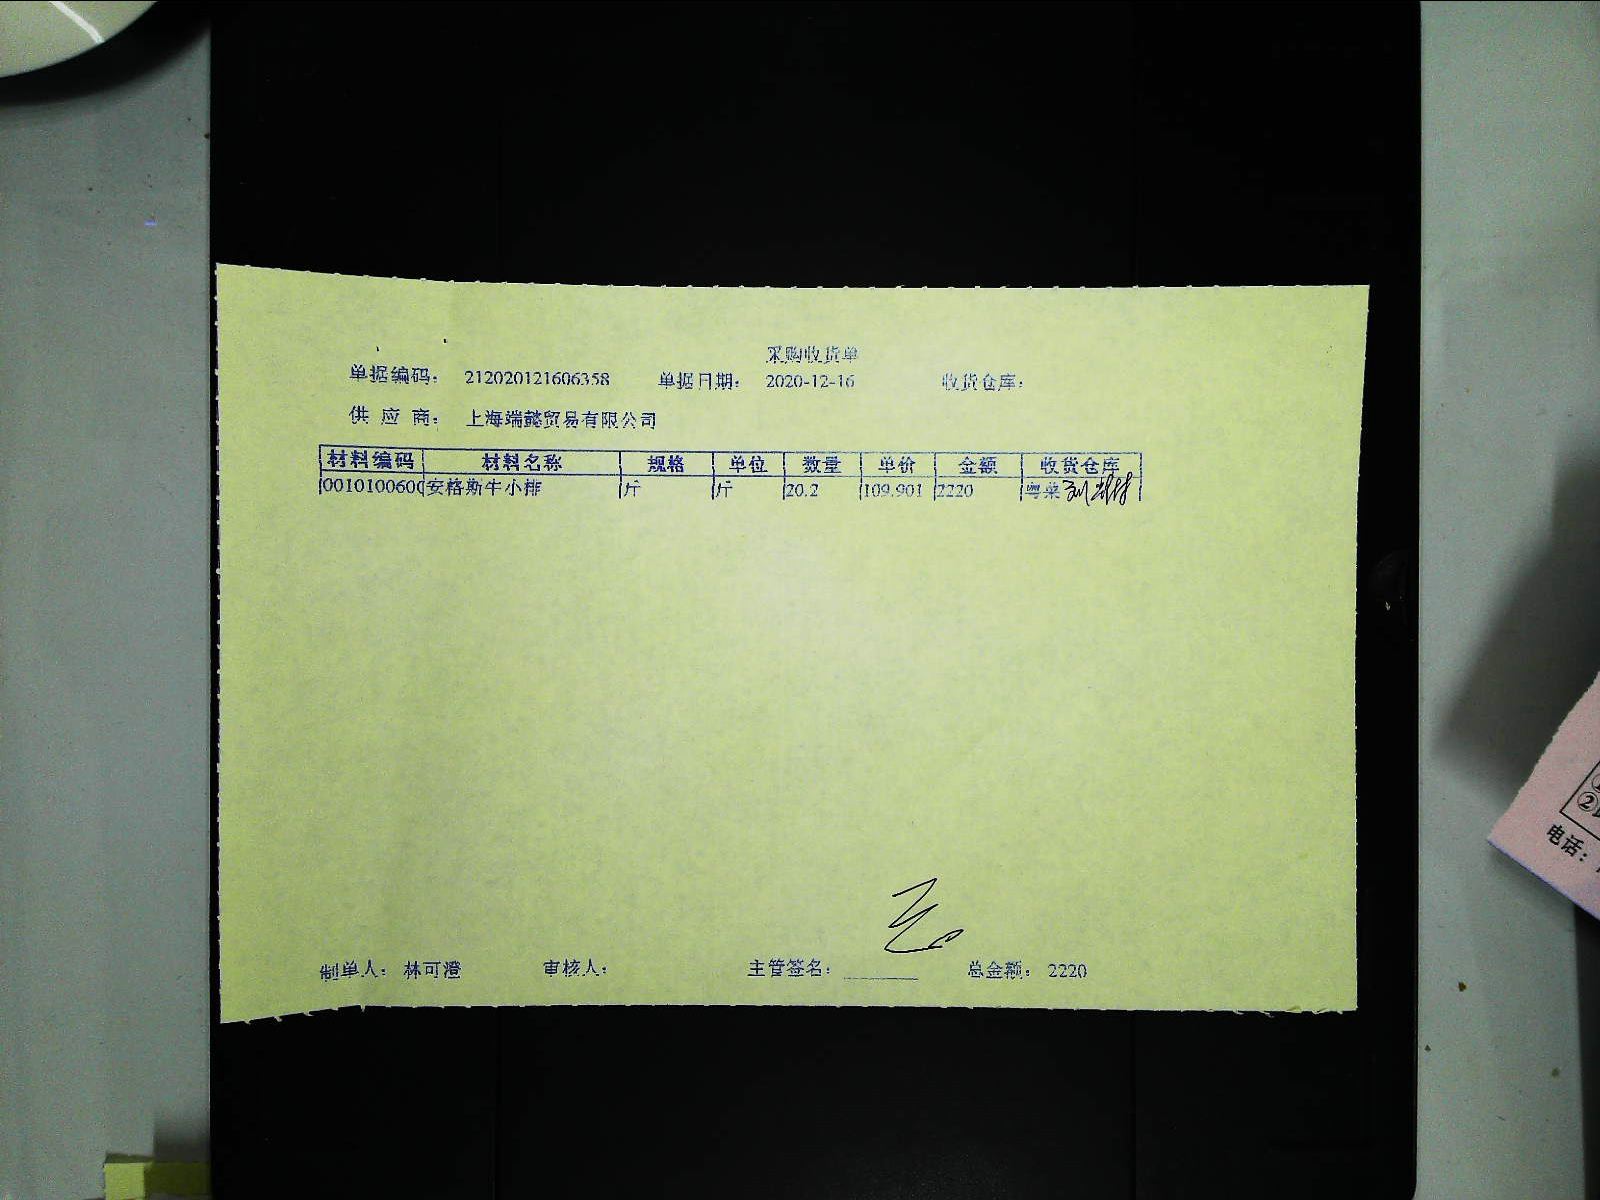 采购收货单
单据编码： 212020121606358 单据日期： 2020-12-16 收货仓库：
供 应 商： 上海端懿贸易有限公司
材料编码 材料名称 规格 单位 数量 单价 金额 收货仓库
0010100600 安格斯牛小排 斤 斤 20.2 109.901 2220 粤菜
制单人： 林可澄 审核人： 主管签名： 总金额： 2220
②
电话：